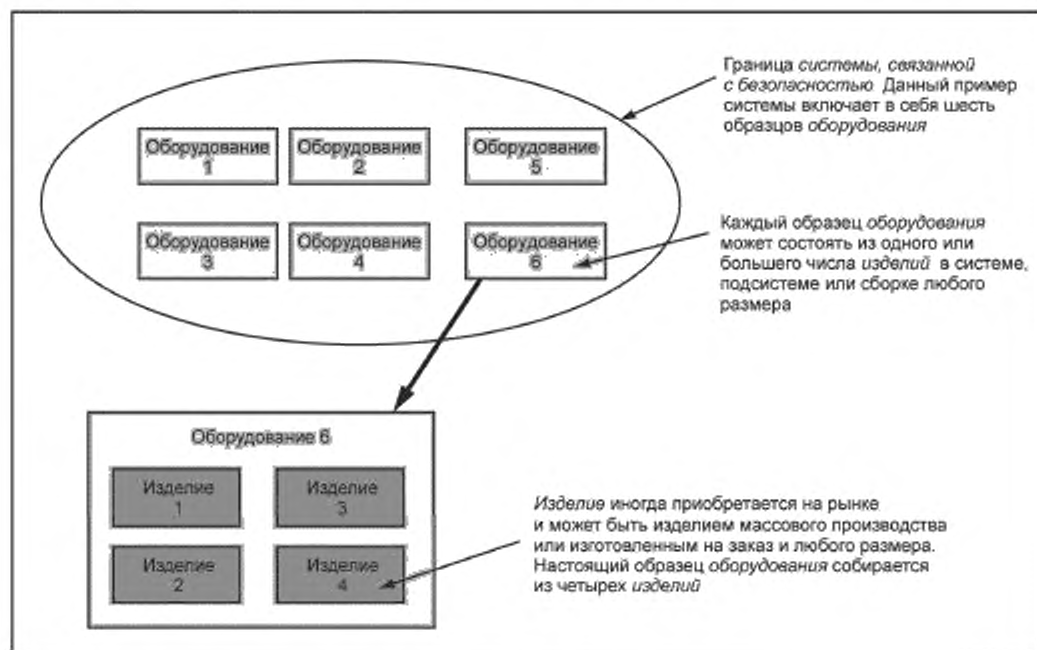 Граница системы, связанной
с безопасностью Данный пример
системы включает в себя шесть
образцов оборудования
Оборудование
1
Оборудование
2
Оборудование
5
Оборудование
3
Оборудование
4
Оборудование
6
Каждый образец оборудования
может состоять из одного или
большего числа изделий в системе,
подсистеме или сборке любого
размера
Оборудование 6
Изделие
1
Изделие
3
Изделие
2
Изделие
4
Изделие иногда приобретается на рынке
и может быть изделием массового производства
или изготовленным на заказ и любого размера.
Настоящий образец оборудования собирается
из четырех изделий